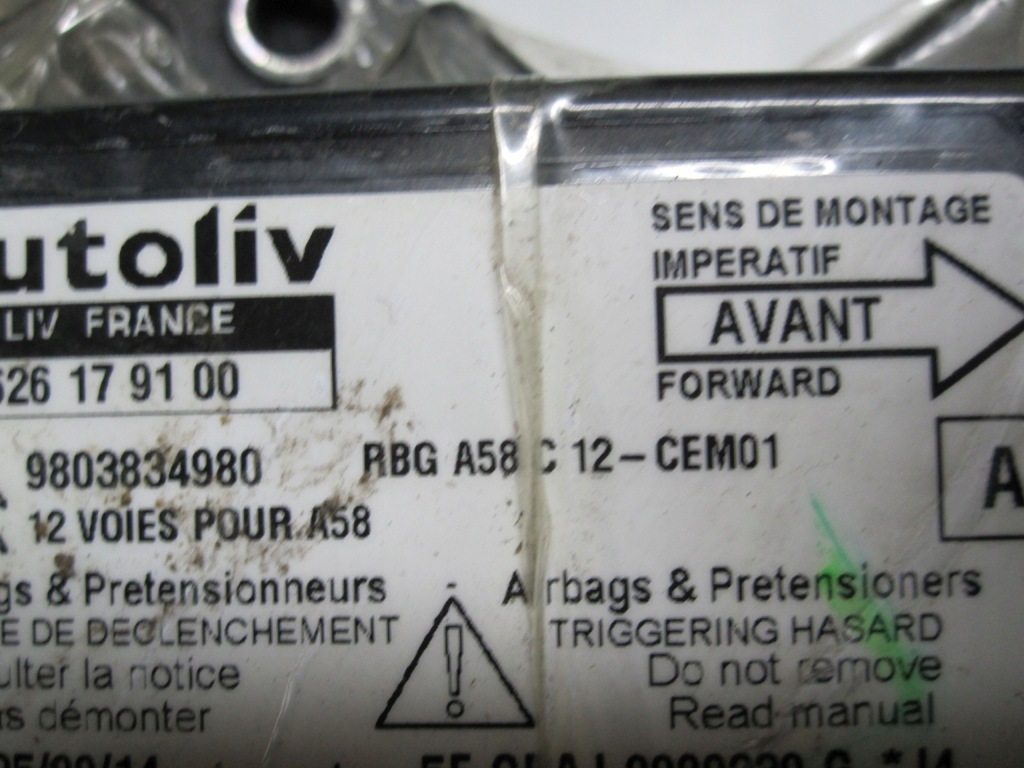 utoliv
LIV FRANCE
626 17 91 00
9803834980
12 VOIES POUR A58
RBG A58 C 12-CEM01
SENS DE MONTAGE
IMPERATIF
AVANT
FORWARD
A
gs & Pretensionneurs
E DE DECLENCHEMENT
ulter la notice
as démonter
- Airbags & Pretensioners
TRIGGERING HASARD
Do not remove
Read manual